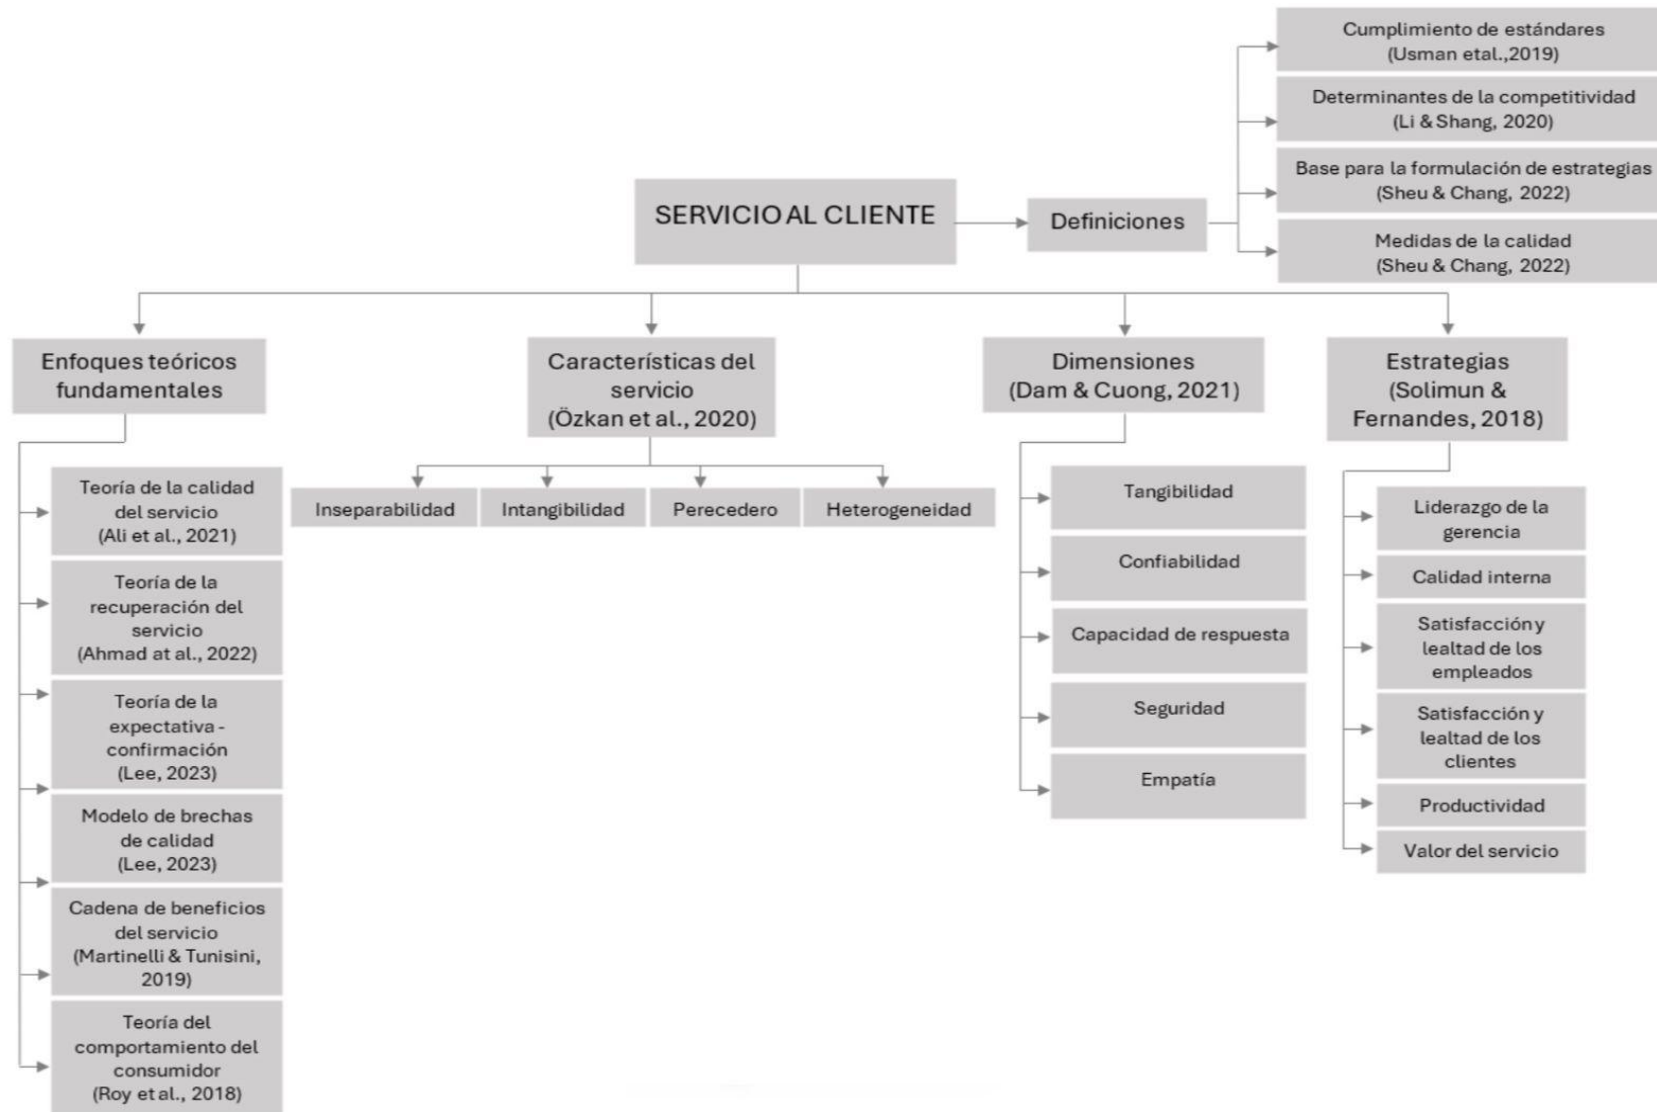 Cumplimiento de estándares
(Usman etal.,2019)
Determinantes de la competitividad
(Li & Shang, 2020)
Base para la formulación de estrategias
(Sheu & Chang, 2022)
Medidas de la calidad
(Sheu & Chang, 2022)
SERVICIO AL CLIENTE
Definiciones
Enfoques teóricos
fundamentales
Teoría de la calidad
del servicio
(Ali et al., 2021)
Teoría de la
recuperación del
servicio
(Ahmad at al., 2022)
Teoría de la
expectativa -
confirmación
(Lee, 2023)
Modelo de brechas
de calidad
(Lee, 2023)
Cadena de beneficios
del servicio
(Martinelli & Tunisini,
2019)
Teoría del
comportamiento del
consumidor
(Roy et al., 2018)
Característícas del
servicio
(Özkan et al., 2020)
Inseparabilidad
Intangibilidad
Perecedero
Heterogeneidad
Dimensiones
(Dam & Cuong, 2021)
Tangibilidad
Confiabilidad
Capacidad de respuesta
Seguridad
Empatía
Estrategias
(Solimun &
Fernandes, 2018)
Liderazgo de la
gerencia
Calidad interna
Satisfacción y
lealtad de los
empleados
Satisfacción y
lealtad de los
clientes
Productividad
Valor del servicio